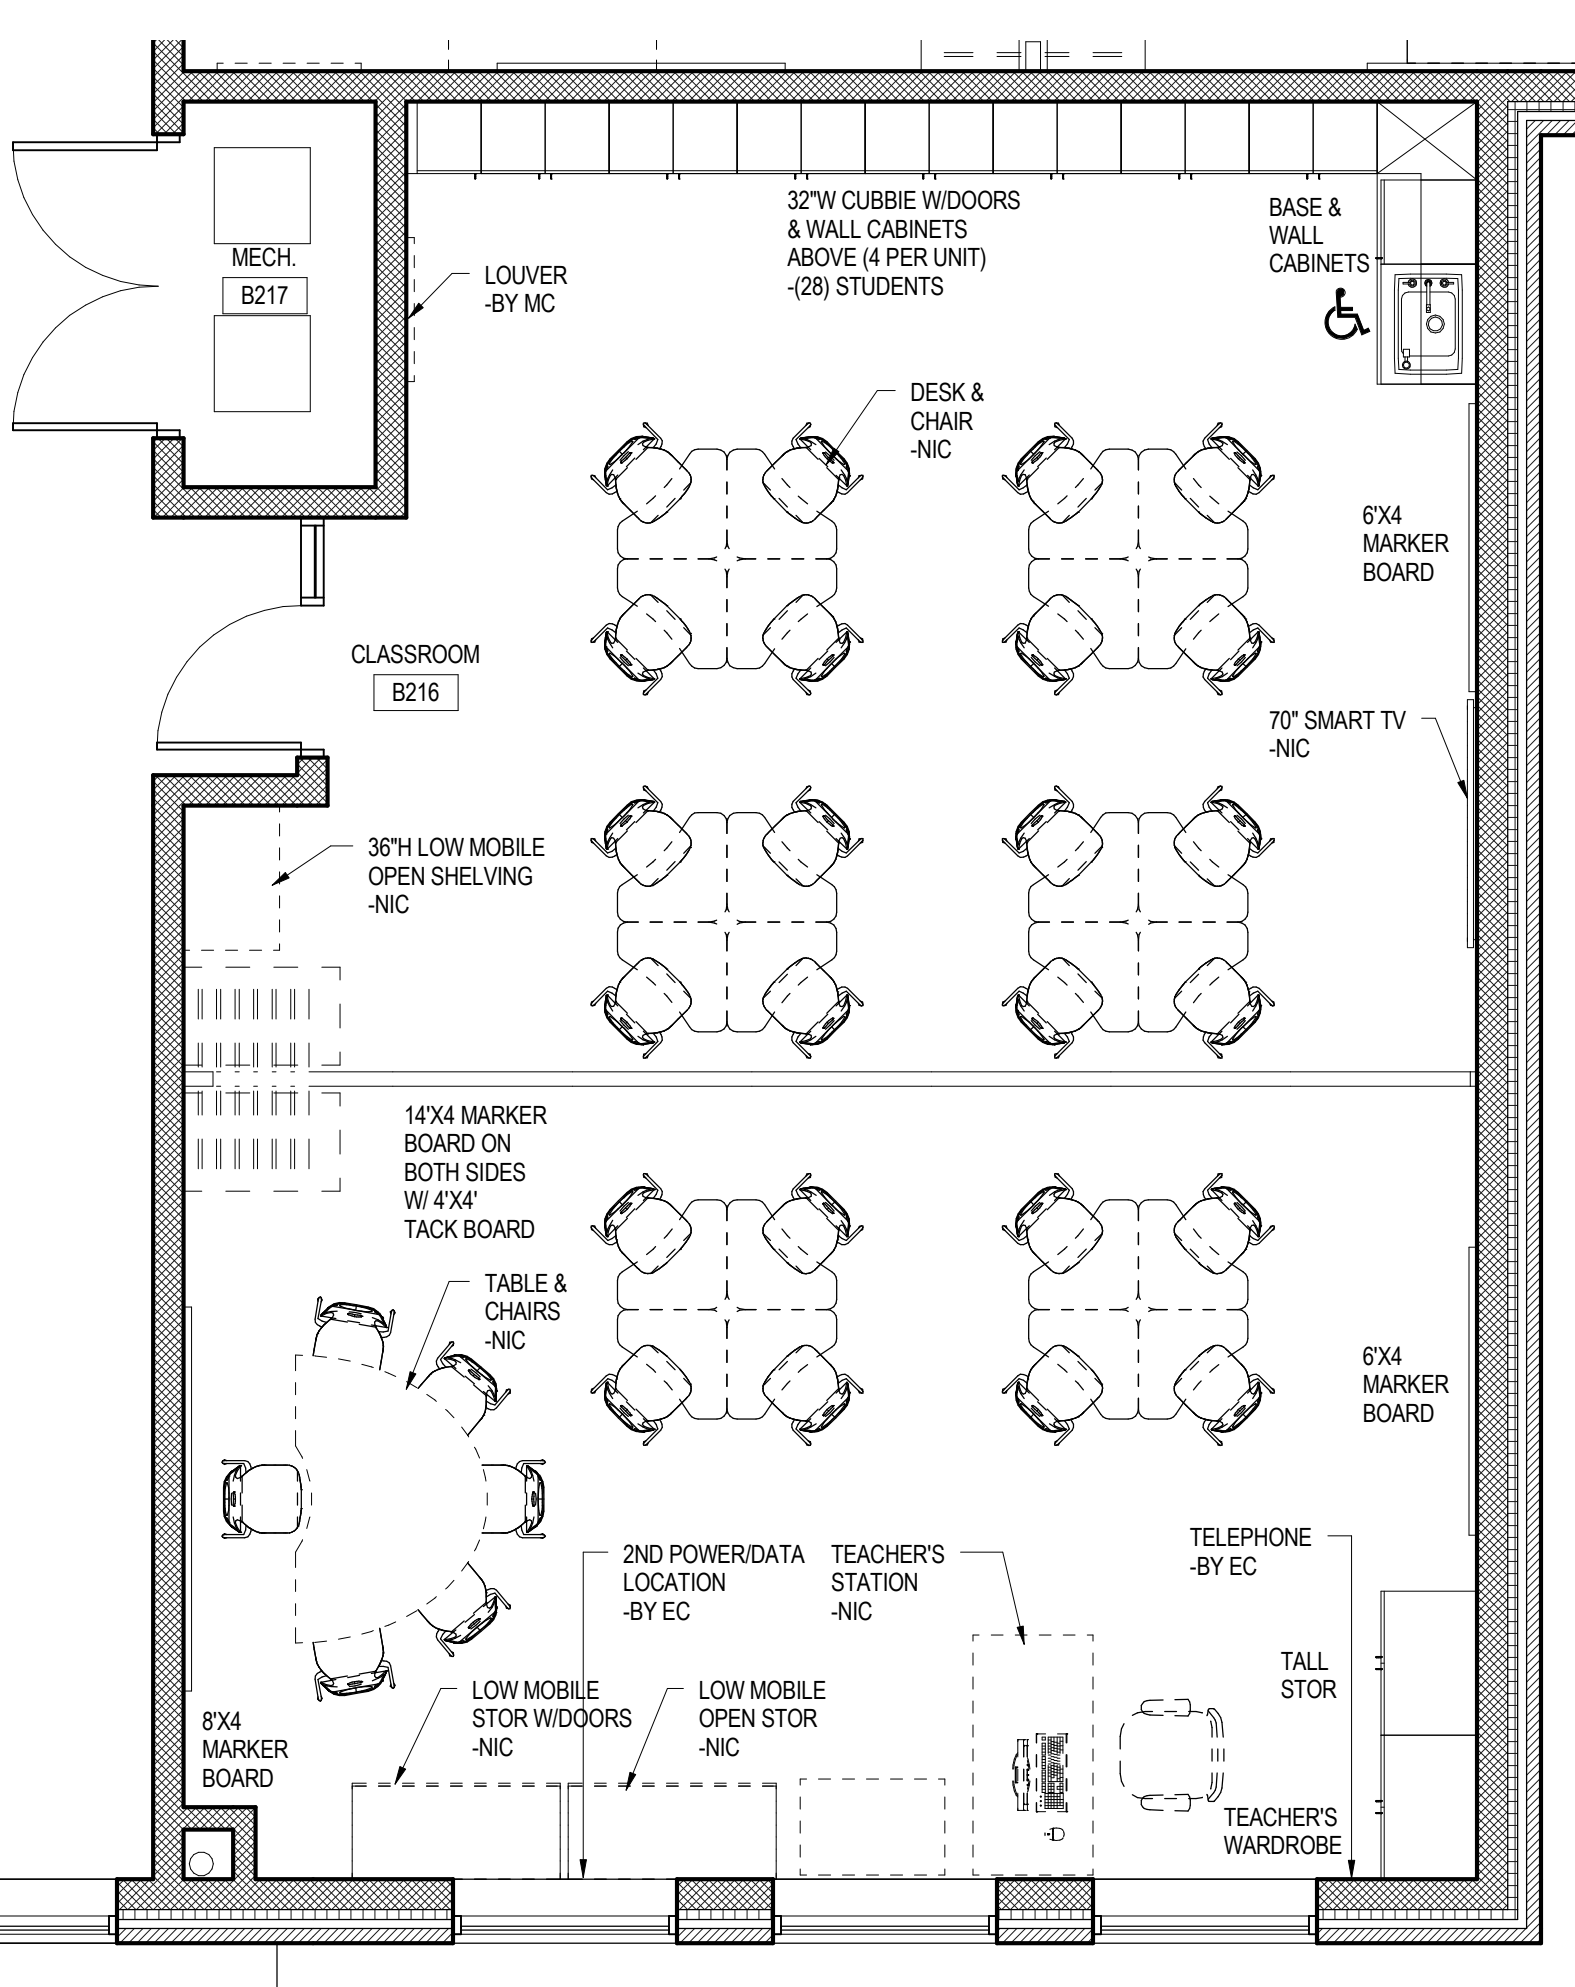 32"W CUBBIE W/DOORS
& WALL CABINETS
ABOVE (4 PER UNIT)
-(28) STUDENTS
BASE &
WALL
CABINETS
MECH.
B217
LOUVER
-BY MC
DESK &
CHAIR
-NIC
6'X4
MARKER
BOARD
CLASSROOM
B216
70" SMART TV
-NIC
36"H LOW MOBILE
OPEN SHELVING
-NIC
14'X4 MARKER
BOARD ON
BOTH SIDES
W/ 4'X4'
TACK BOARD
TABLE &
CHAIRS
-NIC
6'X4
MARKER
BOARD
2ND POWER/DATA
LOCATION
-BY EC
TEACHER'S
STATION
-NIC
TELEPHONE
-BY EC
LOW MOBILE
STOR W/DOORS
-NIC
LOW MOBILE
OPEN STOR
-NIC
TALL
STOR
8'X4
MARKER
BOARD
TEACHER'S
WARDROBE